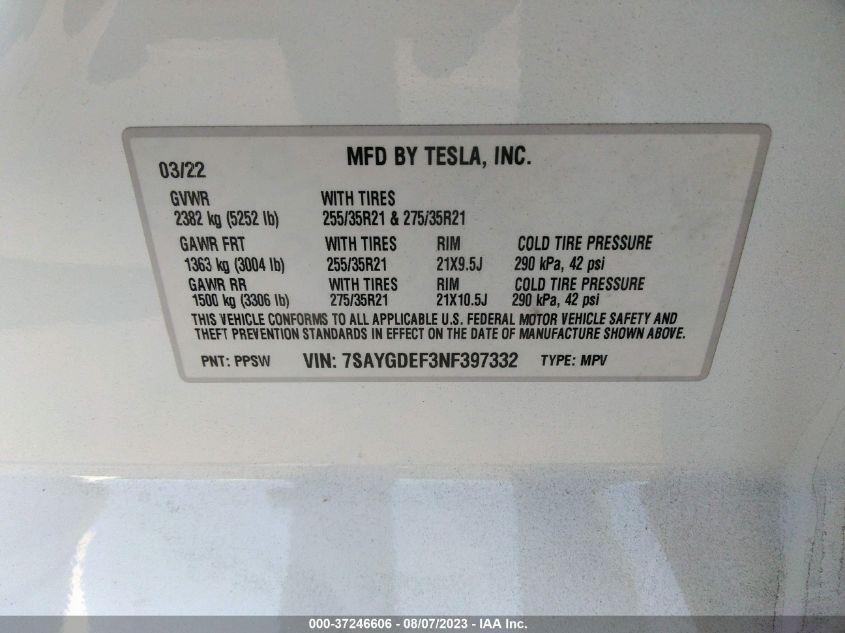 MFD BY TESLA, INC.
03/22
GVWR WITH TIRES
2382 kg (5252 lb) 255/35R21 & 275/35R21
GAWR FRT WITH TIRES RIM COLD TIRE PRESSURE
1363 kg (3004 lb) 255/35R21 21X9.5J 290 kPa, 42 psi
GAWR RR WITH TIRES RIM COLD TIRE PRESSURE
1500 kg (3306 lb) 275/35R21 21X10.5J 290 kPa, 42 psi
THIS VEHICLE CONFORMS TO ALL APPLICABLE U.S. FEDERAL MOTOR VEHICLE SAFETY AND
THEFT PREVENTION STANDARDS IN EFFECT ON THE DATE OF MANUFACTURE SHOWN ABOVE.
PNT: PPSW VIN: 7SAYGDEF3NF397332 TYPE: MPV
000-37246606 - 08/07/2023 - IAA Inc.